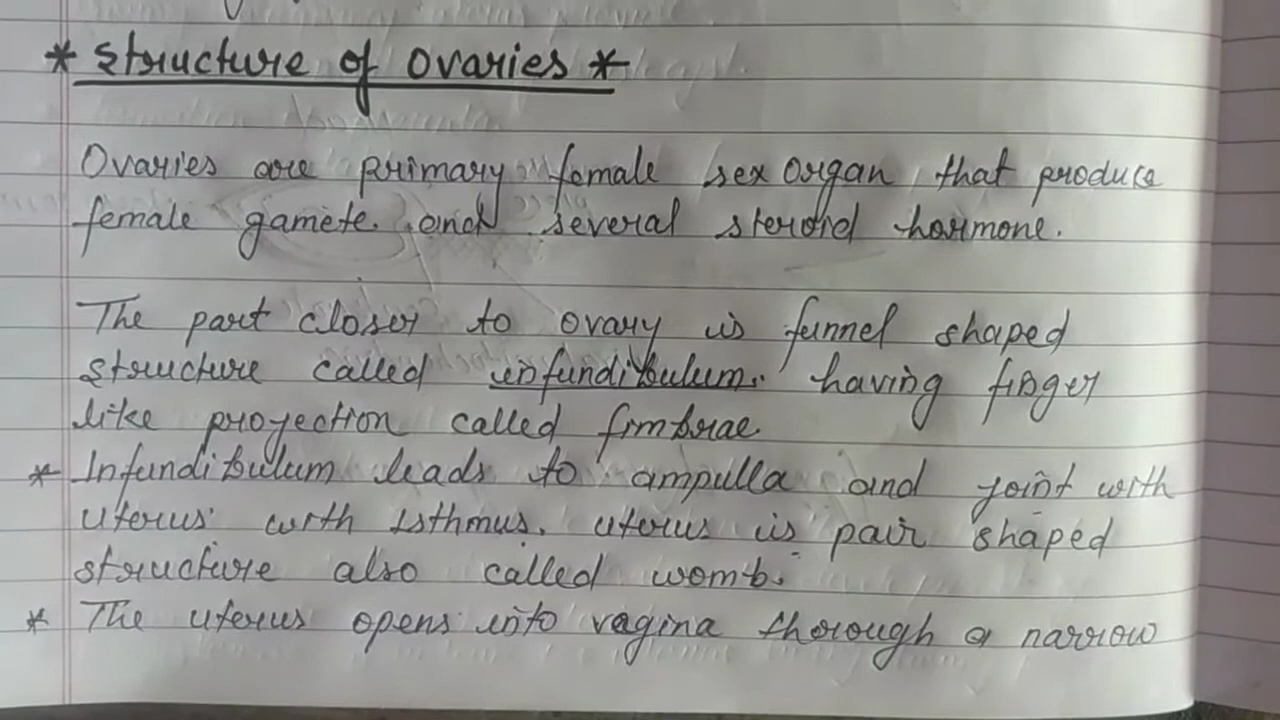 * Structure of Ovaries *
Ovaries are primary female sex organ that produce
female gamete and several steroid hormone.
The part closer to ovary is funnel shaped
structure called infundibulum. having finger
like projection called fimbrae
* Infundibulum leads to ampulla and joint with
uterus with Isthmus. uterus is pair shaped
structure also called womb.
* The uterus opens into vagina thorough a narrow